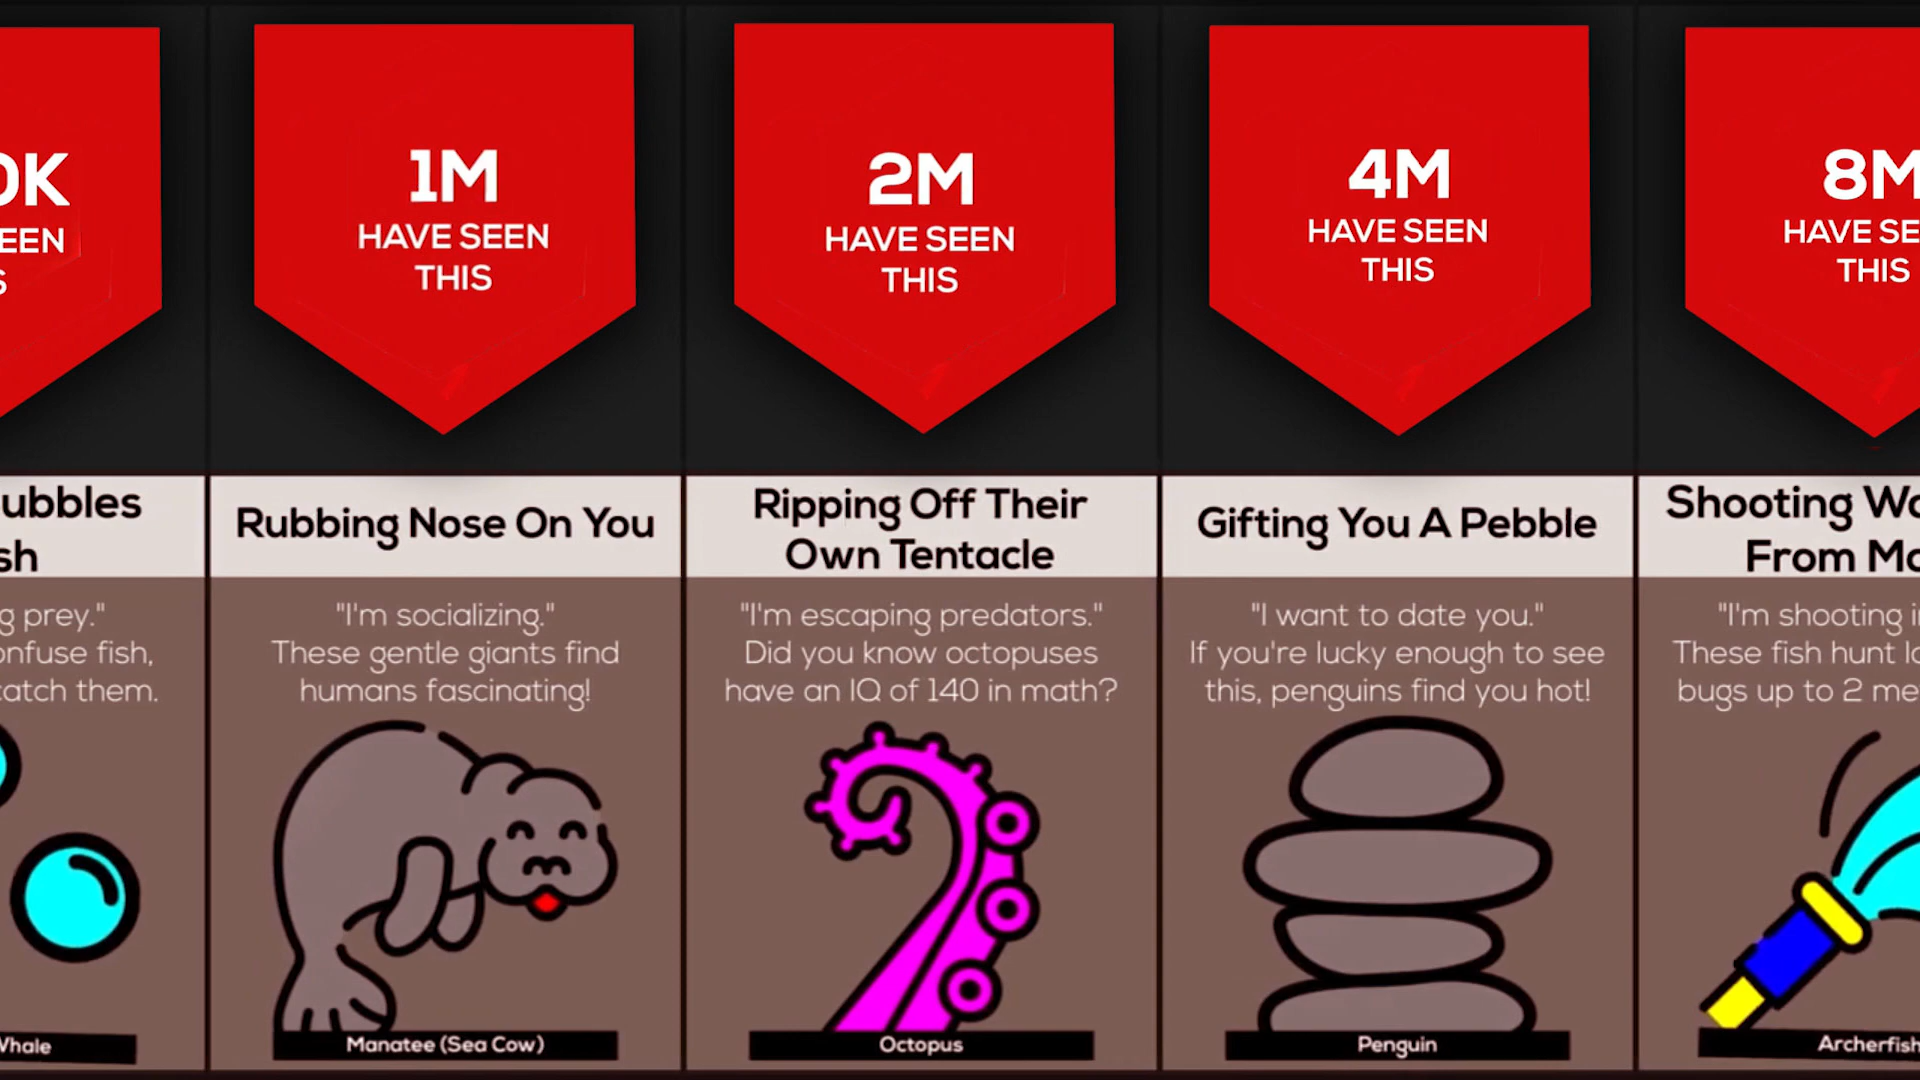 0K
EEN
S
ubbles
sh
g prey."
onfuse fish,
catch them.
Whale
1M
HAVE SEEN
THIS
Rubbing Nose On You
"I'm socializing."
These gentle giants find
humans fascinating!
Manatee (Sea Cow)
2M
HAVE SEEN
THIS
Ripping Off Their
Own Tentacle
"I'm escaping predators."
Did you know octopuses
have an IQ of 140 in math?
Octopus
4M
HAVE SEEN
THIS
Gifting You A Pebble
"I want to date you."
If you're lucky enough to see
this, penguins find you hot!
Penguin
8M
HAVE SE
THIS
Shooting Wa
From Mo
"I'm shooting i
These fish hunt l
bugs up to 2 me
Archerfish